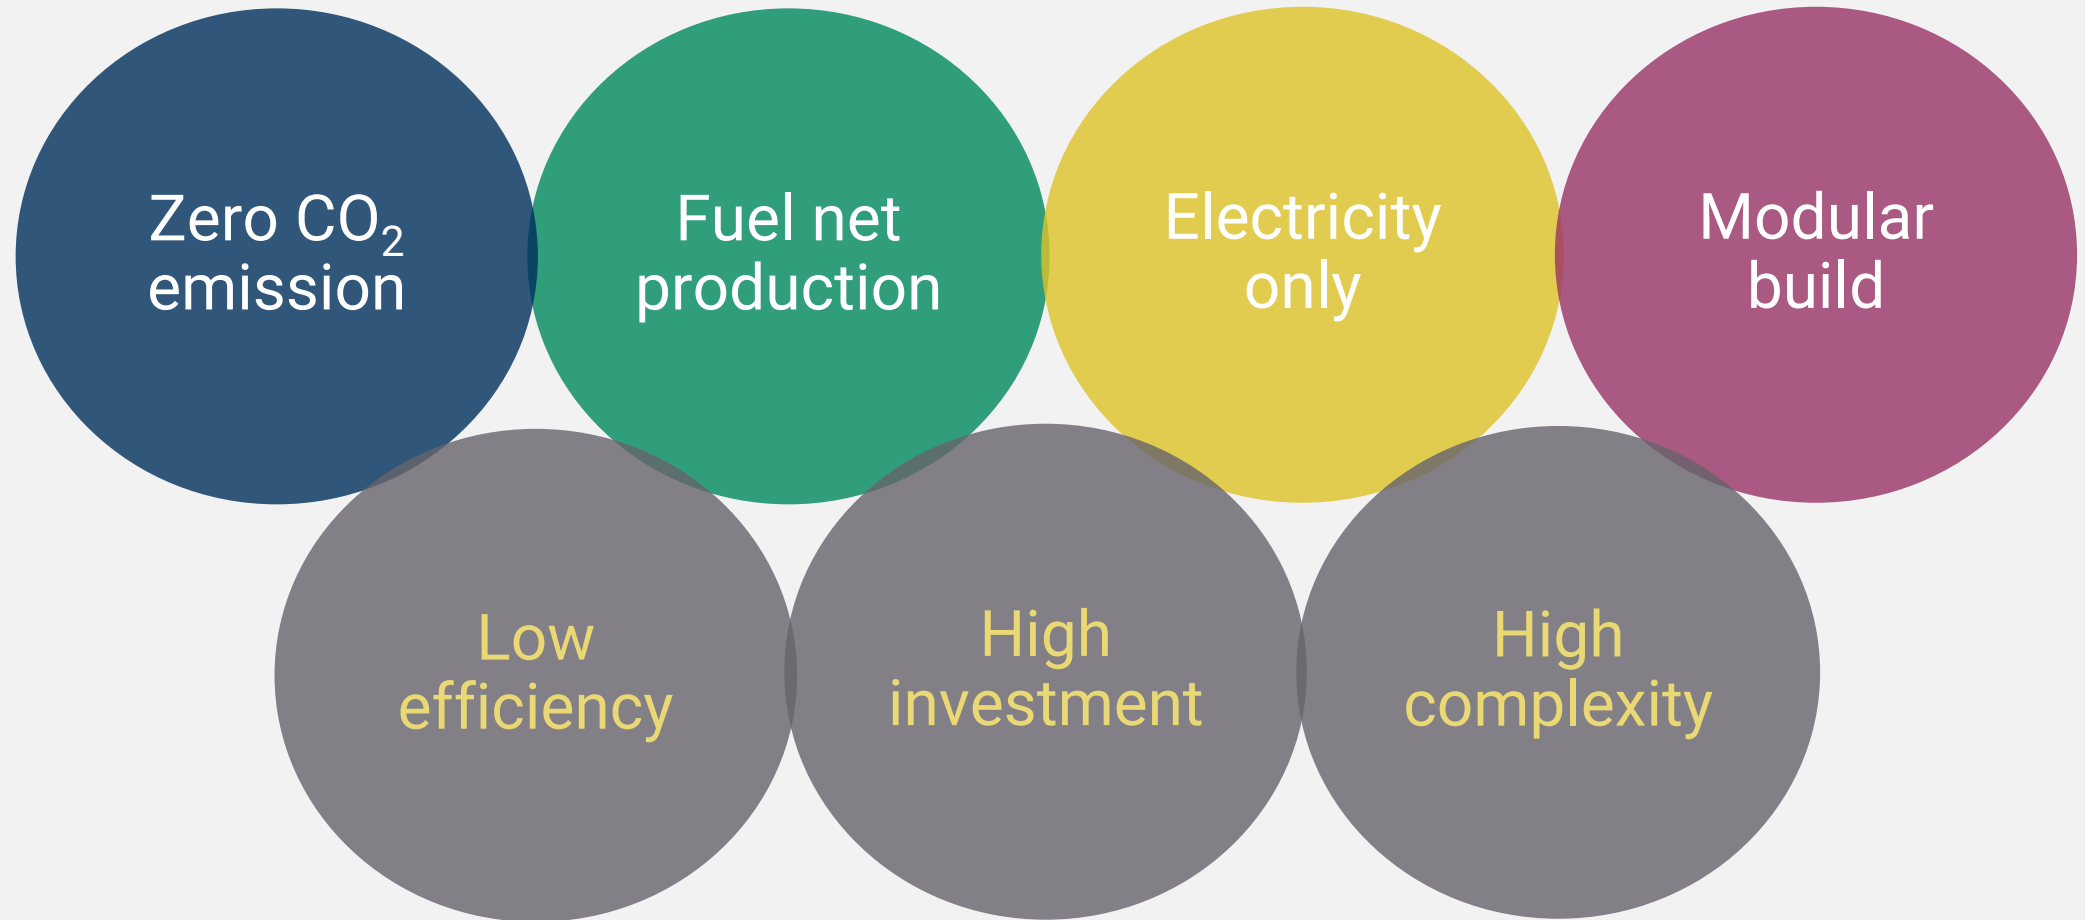 Zero CO₂
emission
Fuel net
production
Electricity
only
Modular
build
Low
efficiency
High
investment
High
complexity